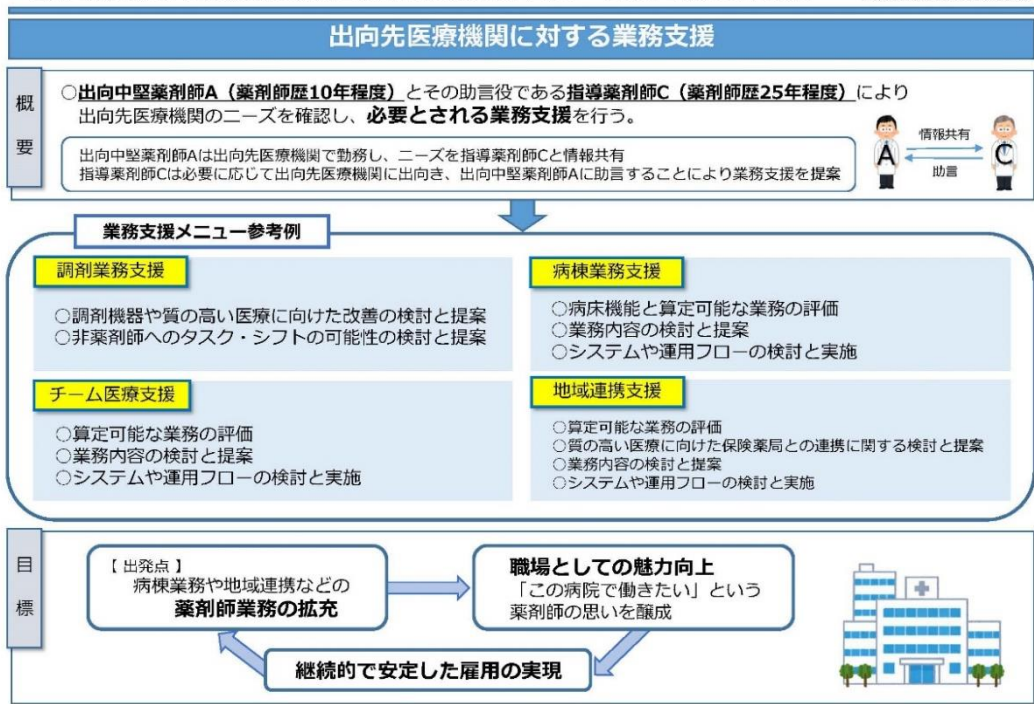 出向先医療機関に対する業務支援
概要
○出向中堅薬剤師A（薬剤師歴10年程度）とその助言役である指導薬剤師C（薬剤師歴25年程度）により
出向先医療機関のニーズを確認し、必要とされる業務支援を行う。
出向中堅薬剤師Aは出向先医療機関で勤務し、ニーズを指導薬剤師Cと情報共有
指導薬剤師Cは必要に応じて出向先医療機関に出向き、出向中堅薬剤師Aに助言することにより業務支援を提案
A
情報共有
助言
C
業務支援メニュー参考例
調剤業務支援
○調剤機器や質の高い医療に向けた改善の検討と提案
○非薬剤師へのタスク・シフトの可能性の検討と提案
病棟業務支援
○病床機能と算定可能な業務の評価
○業務内容の検討と提案
○システムや運用フローの検討と実施
チーム医療支援
○算定可能な業務の評価
○業務内容の検討と提案
○システムや運用フローの検討と実施
地域連携支援
○算定可能な業務の評価
○質の高い医療に向けた保険薬局との連携に関する検討と提案
○業務内容の検討と提案
○システムや運用フローの検討と実施
目標
【 出発点 】
病棟業務や地域連携などの
薬剤師業務の拡充
職場としての魅力向上
「この病院で働きたい」という
薬剤師の思いを醸成
継続的で安定した雇用の実現